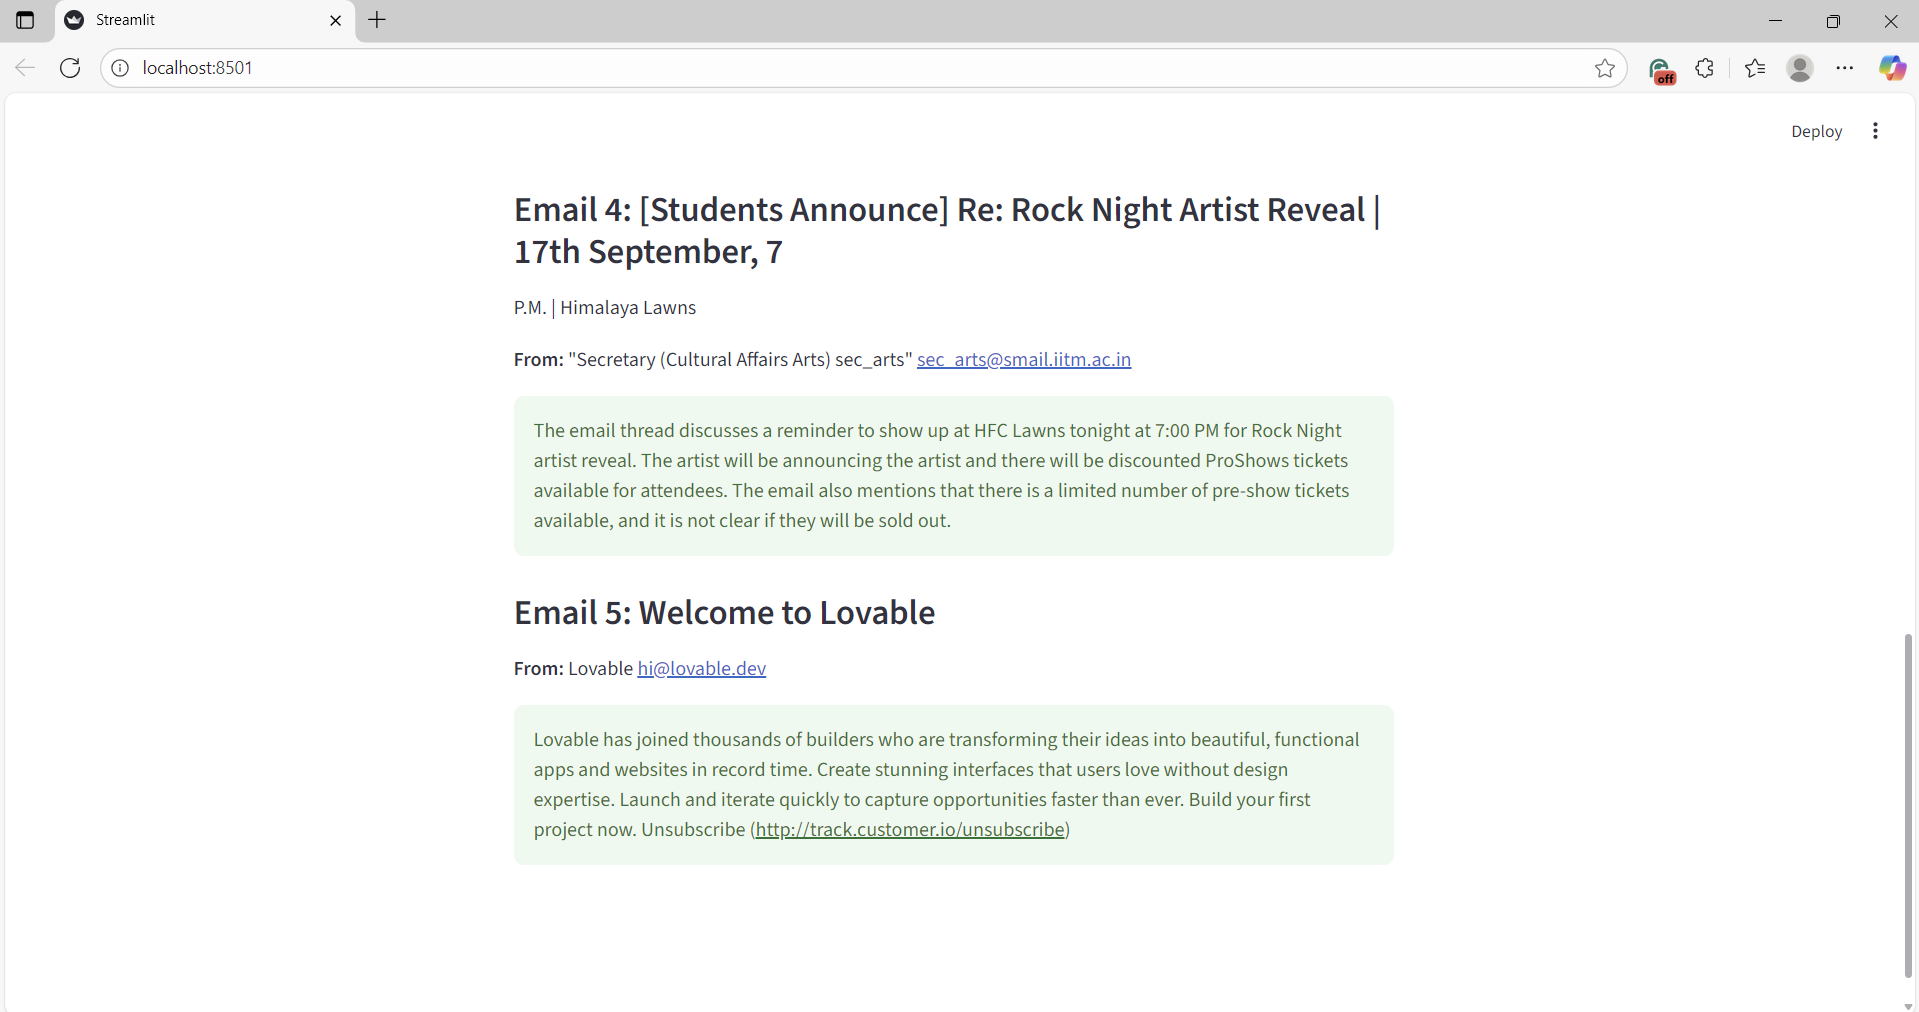 Streamlit
localhost:8501
off
Deploy
Email 4: [Students Announce] Re: Rock Night Artist Reveal |
17th September, 7
P.M. | Himalaya Lawns
From: "Secretary (Cultural Affairs Arts) sec_arts" sec_arts@smail.iitm.ac.in
The email thread discusses a reminder to show up at HFC Lawns tonight at 7:00 PM for Rock Night
artist reveal. The artist will be announcing the artist and there will be discounted ProShows tickets
available for attendees. The email also mentions that there is a limited number of pre-show tickets
available, and it is not clear if they will be sold out.
Email 5: Welcome to Lovable
From: Lovable hi@lovable.dev
Lovable has joined thousands of builders who are transforming their ideas into beautiful, functional
apps and websites in record time. Create stunning interfaces that users love without design
expertise. Launch and iterate quickly to capture opportunities faster than ever. Build your first
project now. Unsubscribe (http://track.customer.io/unsubscribe)